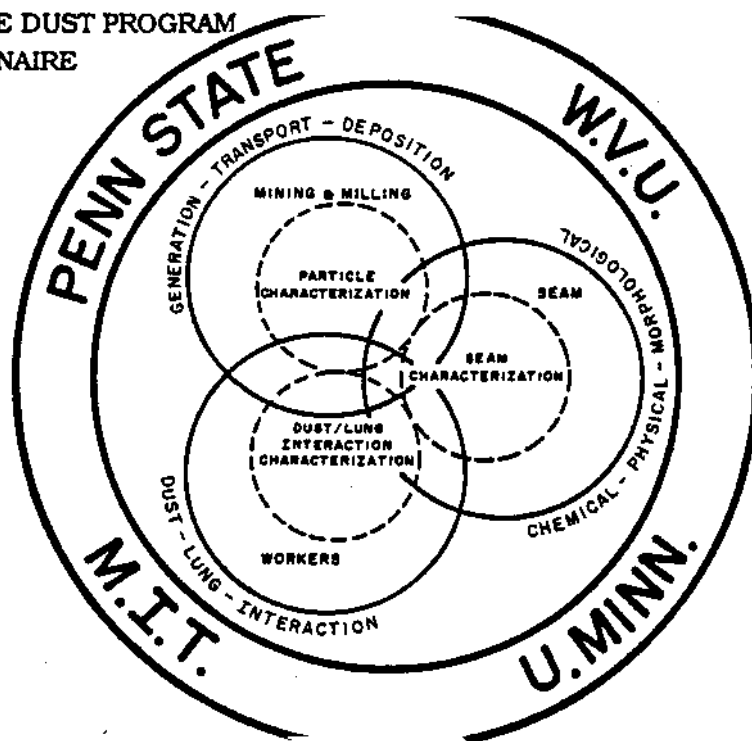 E DUST PROGRAM
NAIRE
PENN STATE
W.V.U.
GENERATION - TRANSPORT - DEPOSITION
MINING & MILLING
PARTICLE
CHARACTERIZATION
CHEMICAL - PHYSICAL - MORPHOLOGICAL
SEAM
SEAM
CHARACTERIZATION
DUST/LUNG
INTERACTION
CHARACTERIZATION
WORKERS
DUST - LUNG - INTERACTION
M.I.T.
U.MINN.